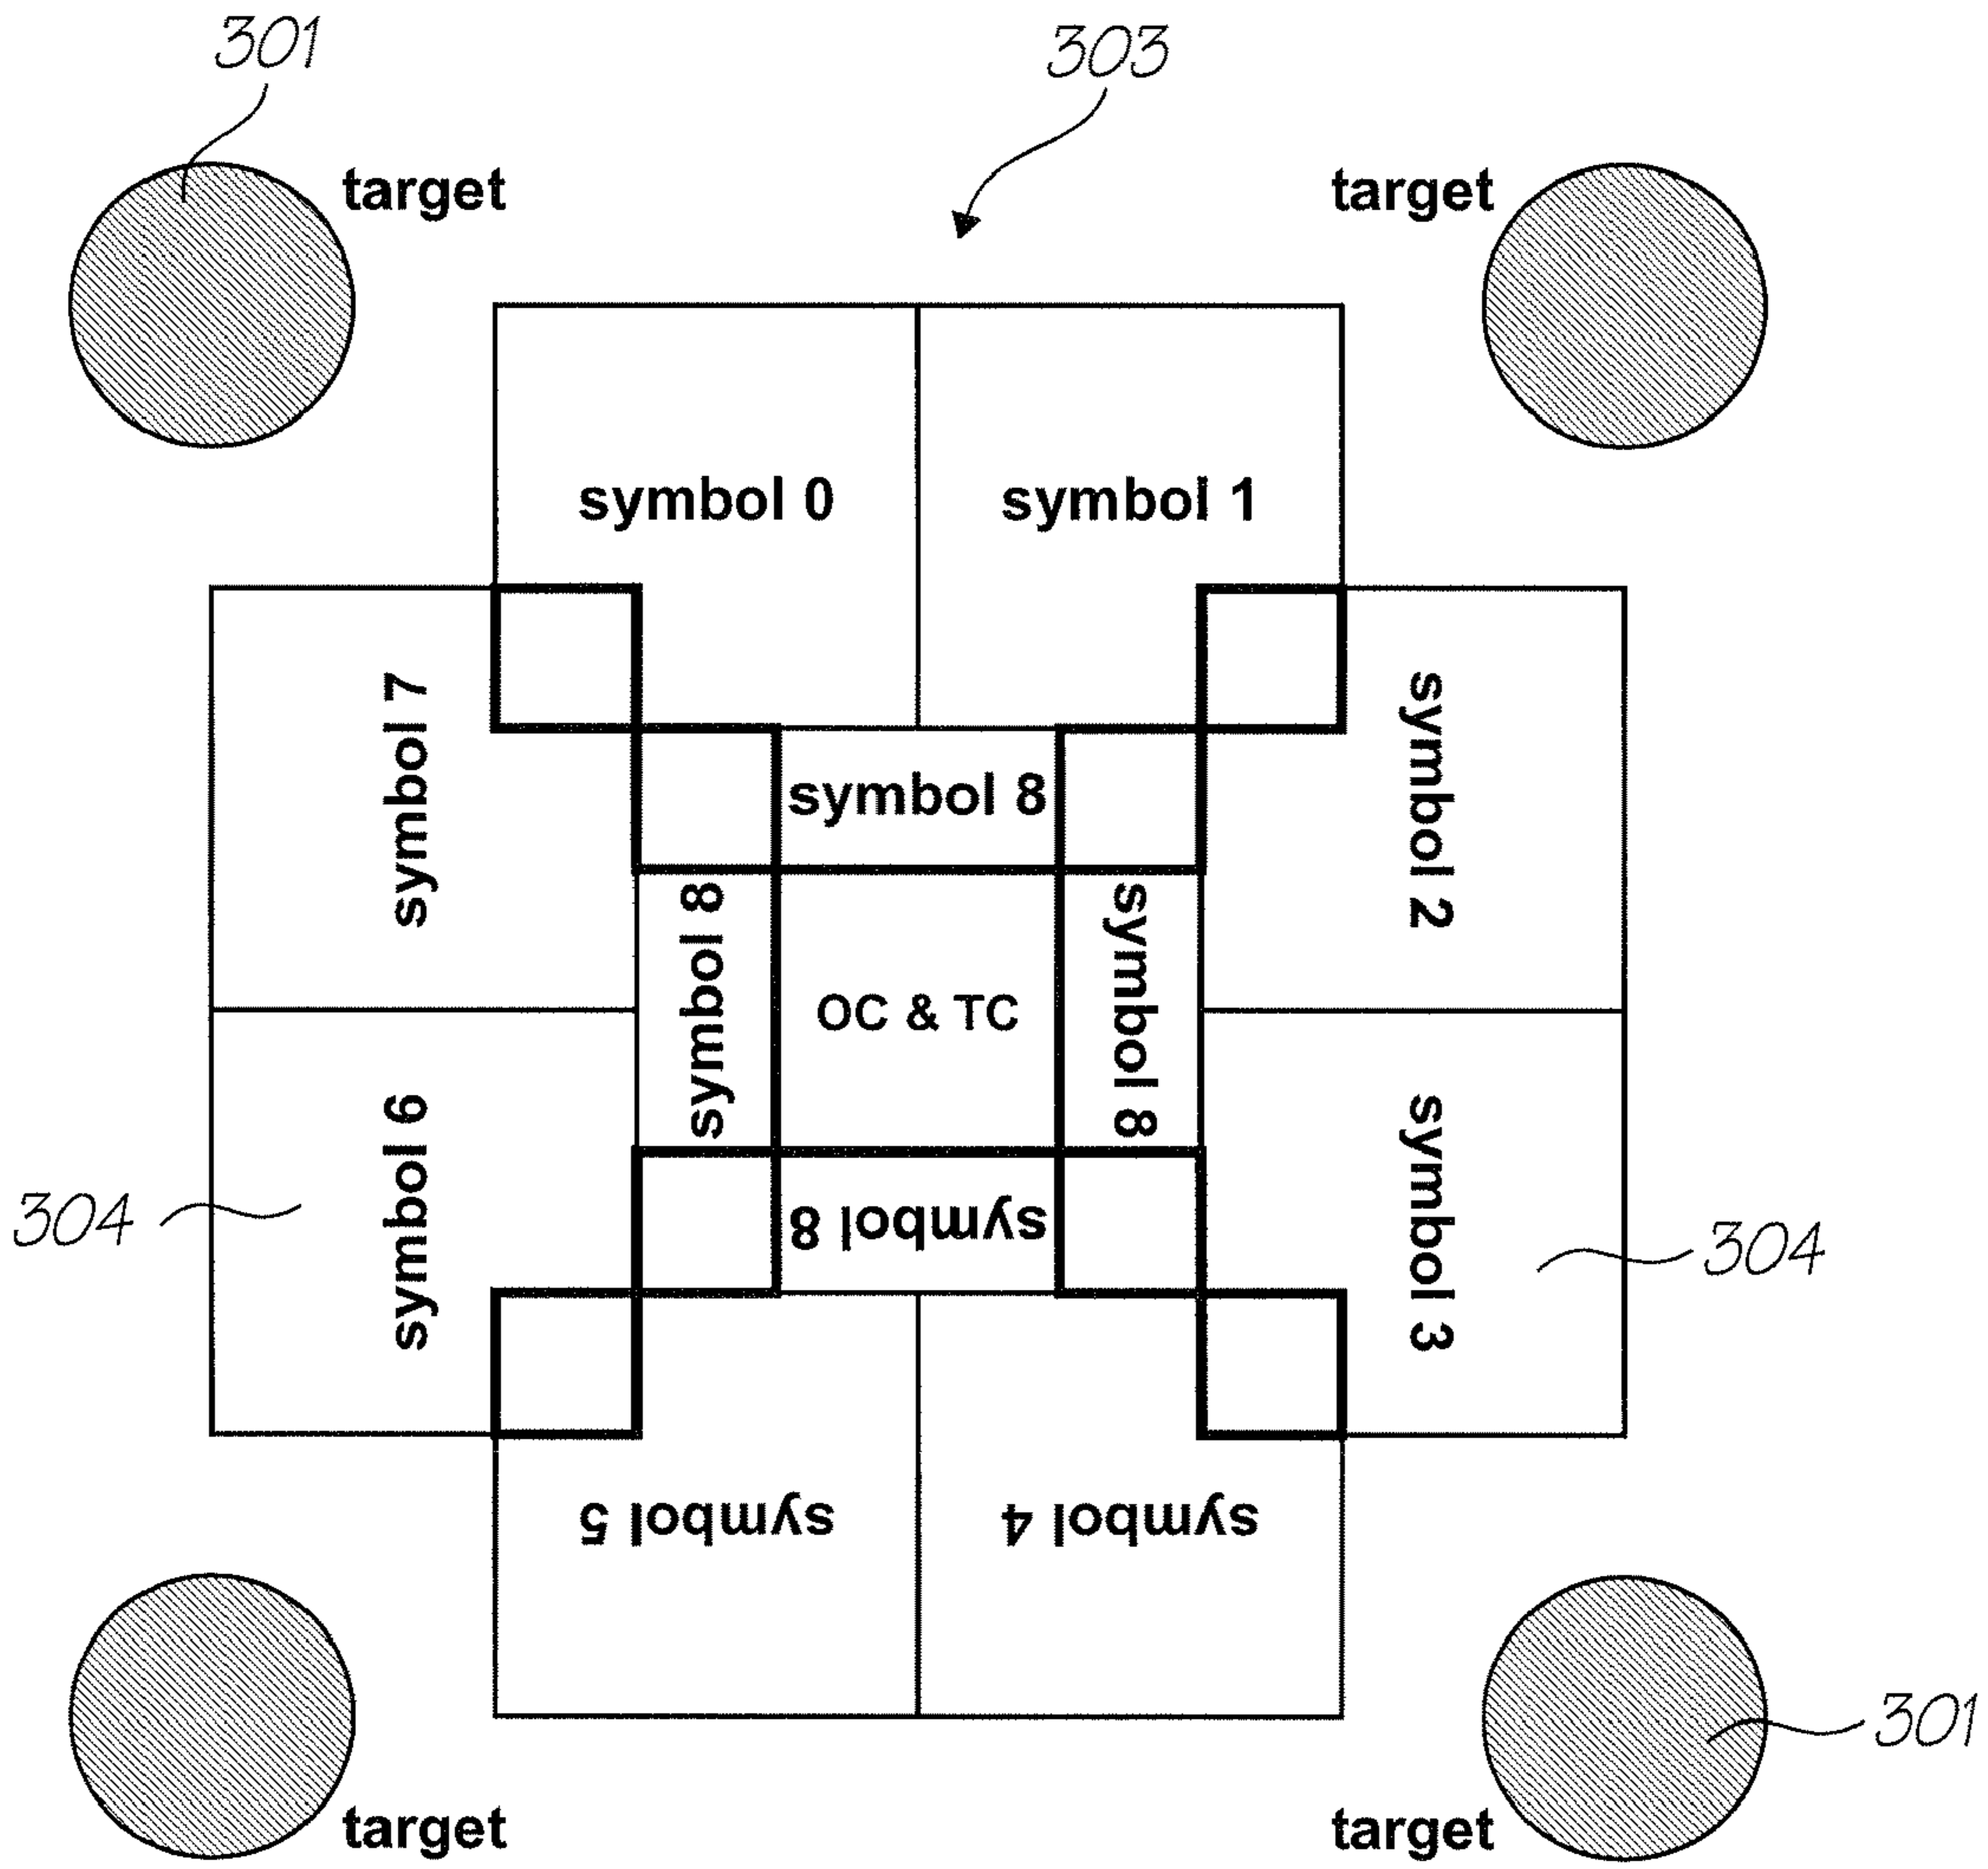 301
303
target
target
symbol 0
symbol 1
symbol 7
symbol 2
symbol 8
symbol 8
OC & TC
symbol 8
symbol 6
symbol 3
304
symbol 8
304
symbol 5
symbol 4
301
target
target